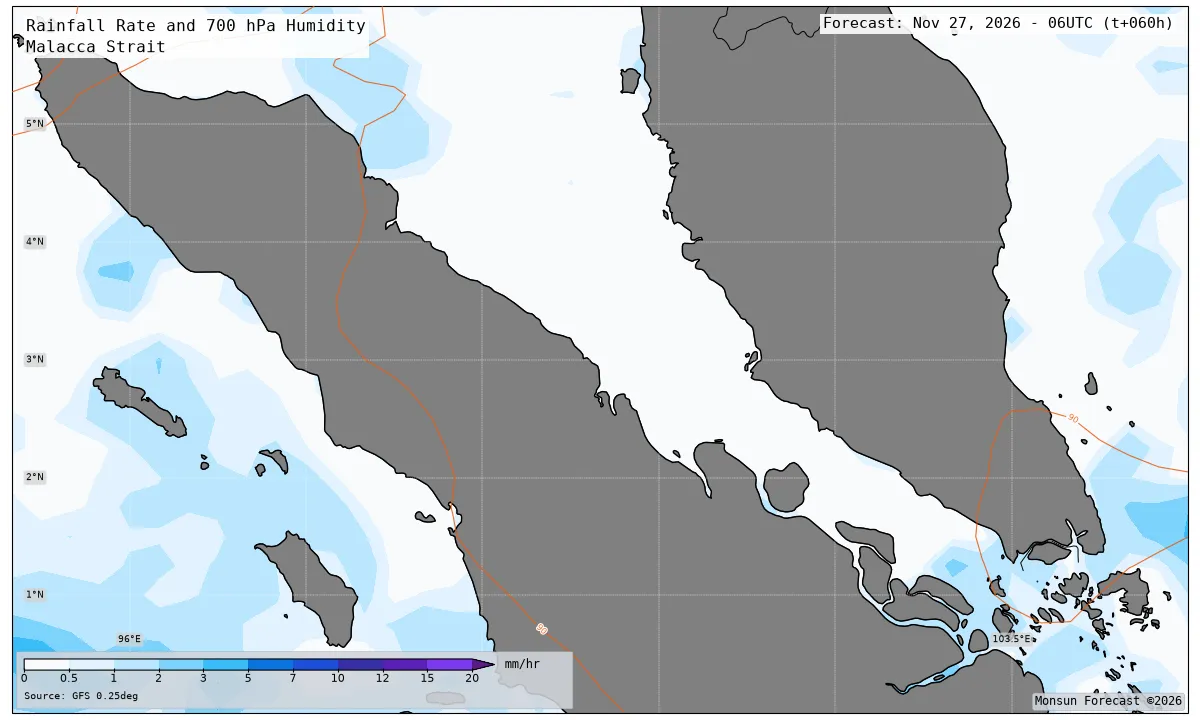 Rainfall Rate and 700 hPa Humidity
Malacca Strait
Forecast: Nov 27, 2026 - 06UTC (t+060h)
5°N
4°N
3°N
90
2°N
1°N
90
96°E
103.5°E
mm/hr
0 0.5 1 2 3 5 7 10 12 15 20
Source: GFS 0.25deg
Monsun Forecast ©2026